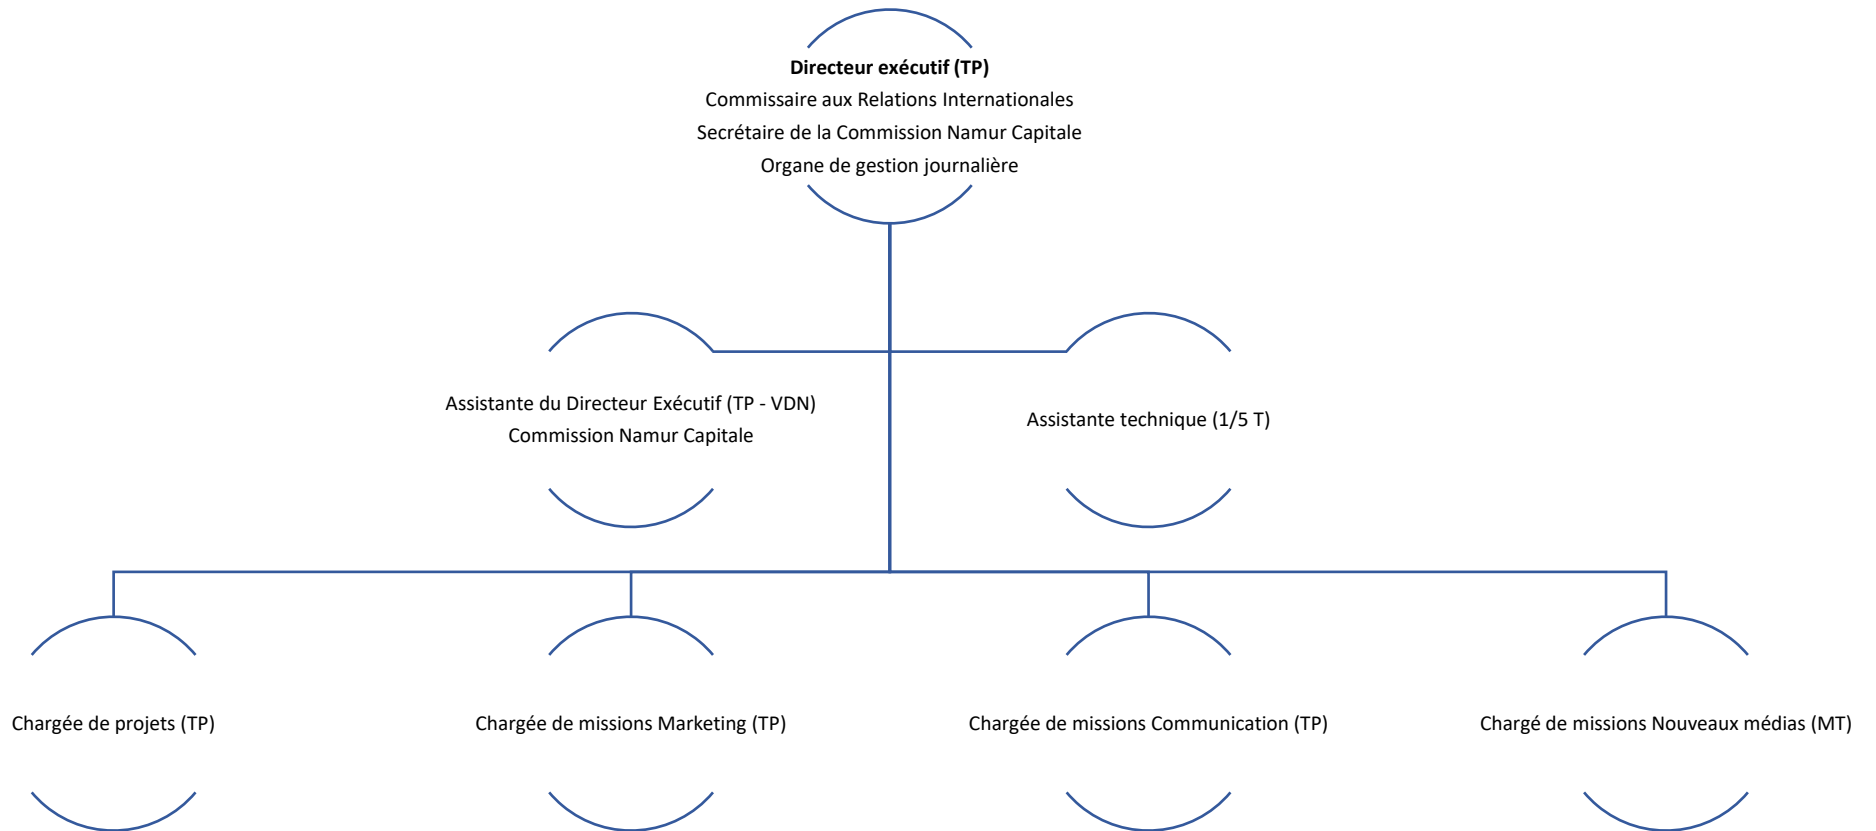 Directeur exécutif (TP)
Commissaire aux Relations Internationales
Secrétaire de la Commission Namur Capitale
Organe de gestion journalière
Assistante du Directeur Exécutif (TP - VDN)
Commission Namur Capitale
Assistante technique (1/5 T)
Chargée de projets (TP)
Chargée de missions Marketing (TP)
Chargée de missions Communication (TP)
Chargé de missions Nouveaux médias (MT)